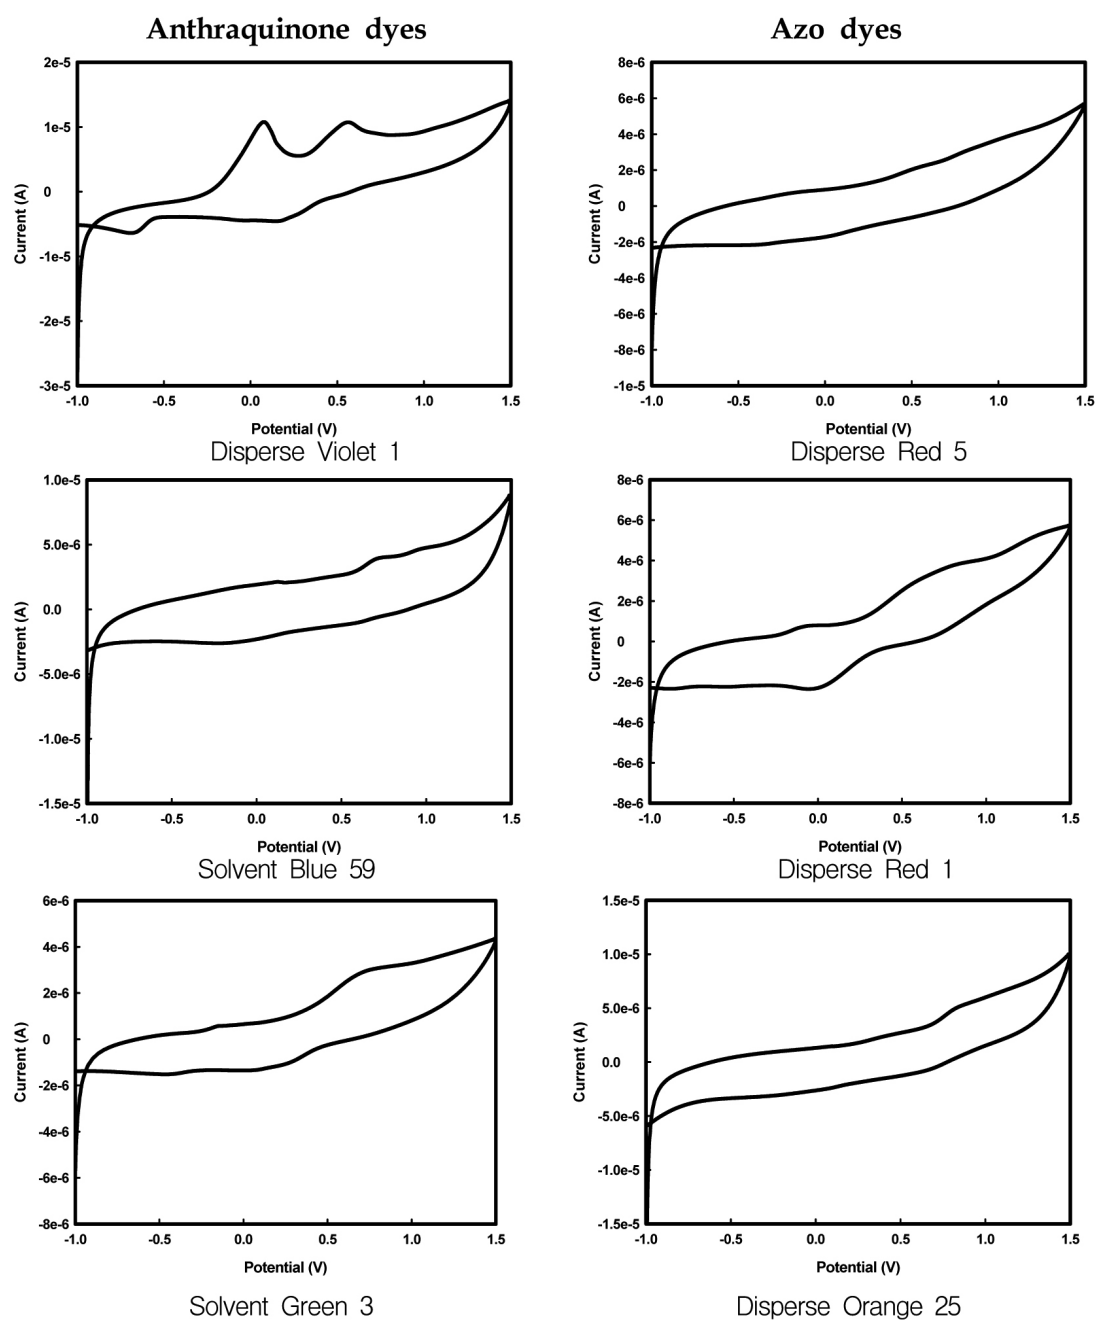 Anthraquinone dyes
Azo dyes
2e-5
1e-5
0
-1e-5
-2e-5
-3e-5
Current (A)
-1.0 -0.5 0.0 0.5 1.0 1.5
Potential (V)
Disperse Violet 1
8e-6
6e-6
4e-6
2e-6
0
-2e-6
-4e-6
-6e-6
-8e-6
-1e-5
Current (A)
-1.0 -0.5 0.0 0.5 1.0 1.5
Potential (V)
Disperse Red 5
1.0e-5
5.0e-6
0.0
-5.0e-6
-1.0e-5
-1.5e-5
Current (A)
-1.0 -0.5 0.0 0.5 1.0 1.5
Potential (V)
Solvent Blue 59
8e-6
6e-6
4e-6
2e-6
0
-2e-6
-4e-6
-6e-6
-8e-6
Current (A)
-1.0 -0.5 0.0 0.5 1.0 1.5
Potential (V)
Disperse Red 1
6e-6
4e-6
2e-6
0
-2e-6
-4e-6
-6e-6
-8e-6
Current (A)
-1.0 -0.5 0.0 0.5 1.0 1.5
Potential (V)
Solvent Green 3
1.5e-5
1.0e-5
5.0e-6
0.0
-5.0e-6
-1.0e-5
-1.5e-5
Current (A)
-1.0 -0.5 0.0 0.5 1.0 1.5
Potential (V)
Disperse Orange 25